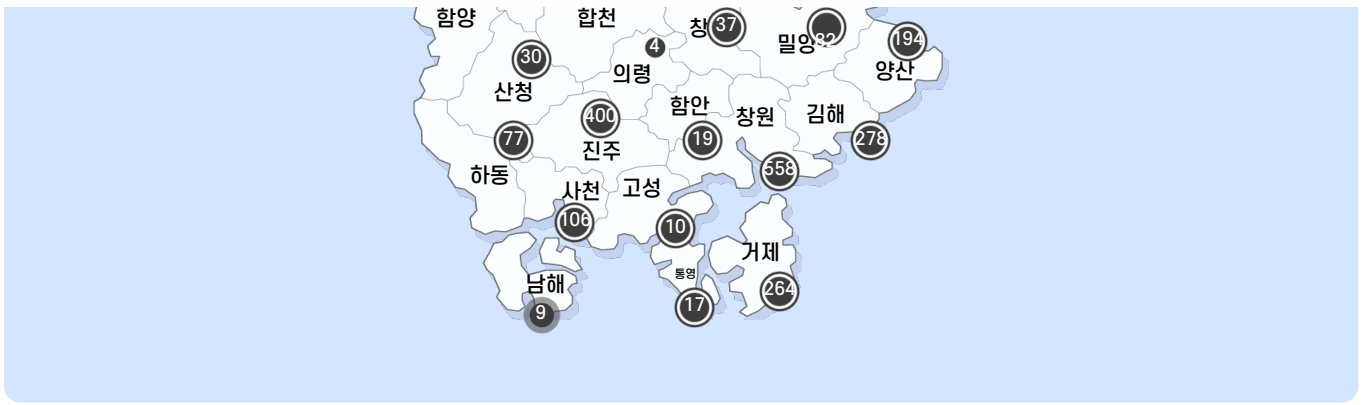 함양
합천
창
37
밀양
82
194
양산
30
4
의령
산청
함안
창원
김해
400
진주
77
19
278
하동
558
사천
고성
106
10
거제
통영
남해
264
17
9